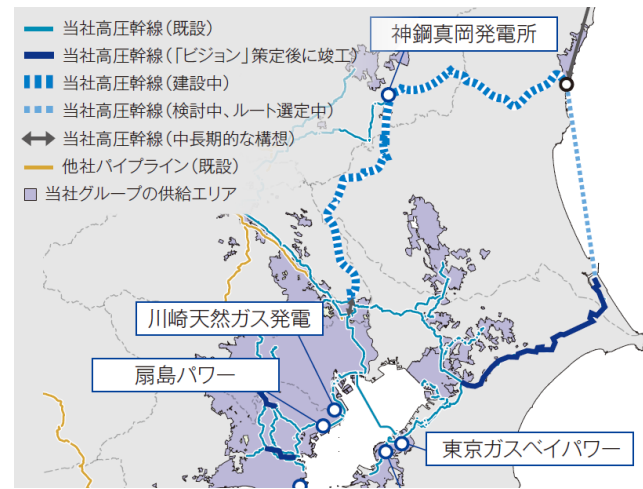 当社高圧幹線(既設)
当社高圧幹線(「ビジョン」策定後に竣工)
当社高圧幹線(建設中)
当社高圧幹線(検討中、ルート選定中)
当社高圧幹線(中長期的な構想)
他社パイプライン(既設)
当社グループの供給エリア
神鋼真岡発電所
川崎天然ガス発電
扇島パワー
東京ガスベイパワー